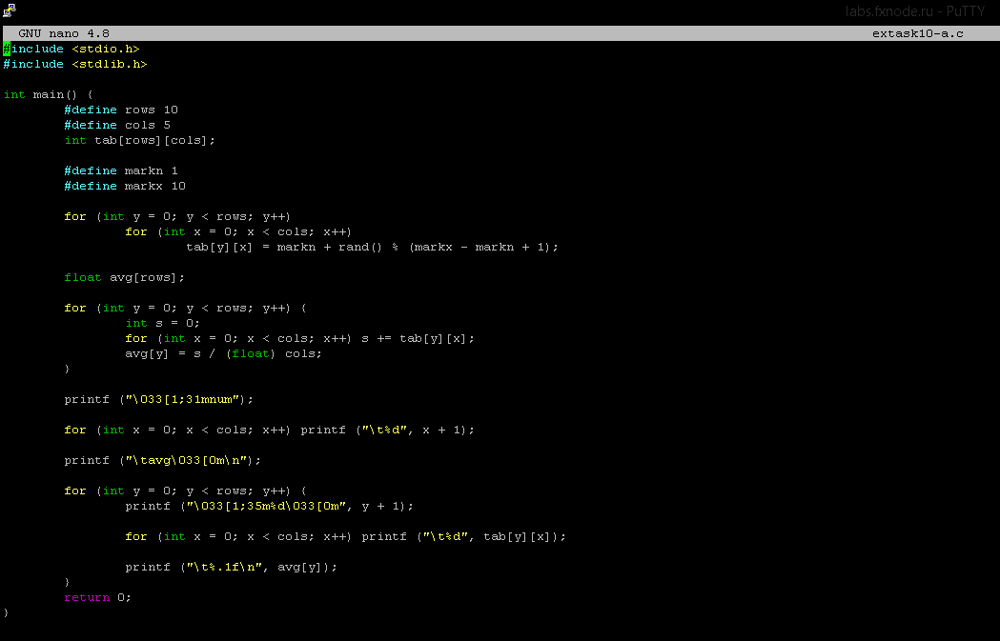 labs.fxnode.ru - PuTTY
GNU nano 4.8 extask10-a.c
#include <stdio.h>
#include <stdlib.h>
int main() {
#define rows 10
#define cols 5
int tab[rows][cols];
#define markn 1
#define markx 10
for (int y = 0; y < rows; y++)
for (int x = 0; x < cols; x++)
tab[y][x] = markn + rand() % (markx - markn + 1);
float avg[rows];
for (int y = 0; y < rows; y++) {
int s = 0;
for (int x = 0; x < cols; x++) s += tab[y][x];
avg[y] = s / (float) cols;
}
printf ("\033[1;31mnum");
for (int x = 0; x < cols; x++) printf ("\t%d", x + 1);
printf ("\tavg\033[0m\n");
for (int y = 0; y < rows; y++) {
printf ("\033[1;35m%d\033[0m", y + 1);
for (int x = 0; x < cols; x++) printf ("\t%d", tab[y][x]);
printf ("\t%.1f\n", avg[y]);
}
return 0;
}